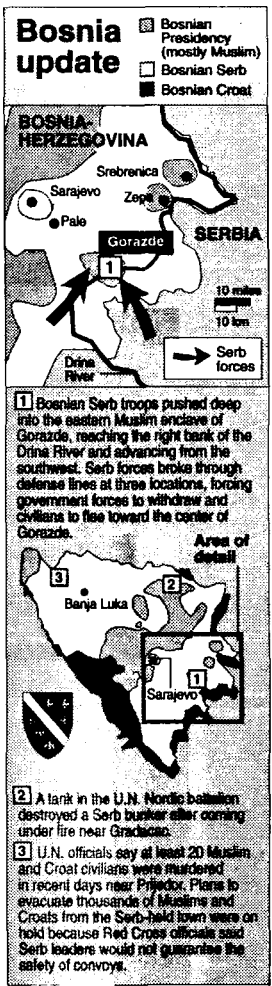 Bosnia
update
Bosnian
Presidency
(mostly Muslim)
Bosnian Serb
Bosnian Croat
BOSNIA-
HERZEGOVINA
Srebrenica
Sarajevo
Zepa
Pale
Gorazde
SERBIA
1
10 miles
10 km
Drina
River
Serb
forces
1 Bosnian Serb troops pushed deep
into the eastern Muslim enclave of
Gorazde, reaching the right bank of the
Drina River and advancing from the
southwest. Serb forces broke through
defense lines at three locations, forcing
government forces to withdraw and
civilians to flee toward the center of
Gorazde.
Area of
detail
3
2
Banja Luka
Sarajevo
1
2 A tank in the U.N. Nordic battalion
destroyed a Serb bunker after coming
under fire near Gradacac.
3 U.N. officials say at least 20 Muslim
and Croat civilians were murdered
in recent days near Prijedor. Plans to
evacuate thousands of Muslims and
Croats from the Serb-held town were on
hold because Red Cross officials said
Serb leaders would not guarantee the
safety of convoys.